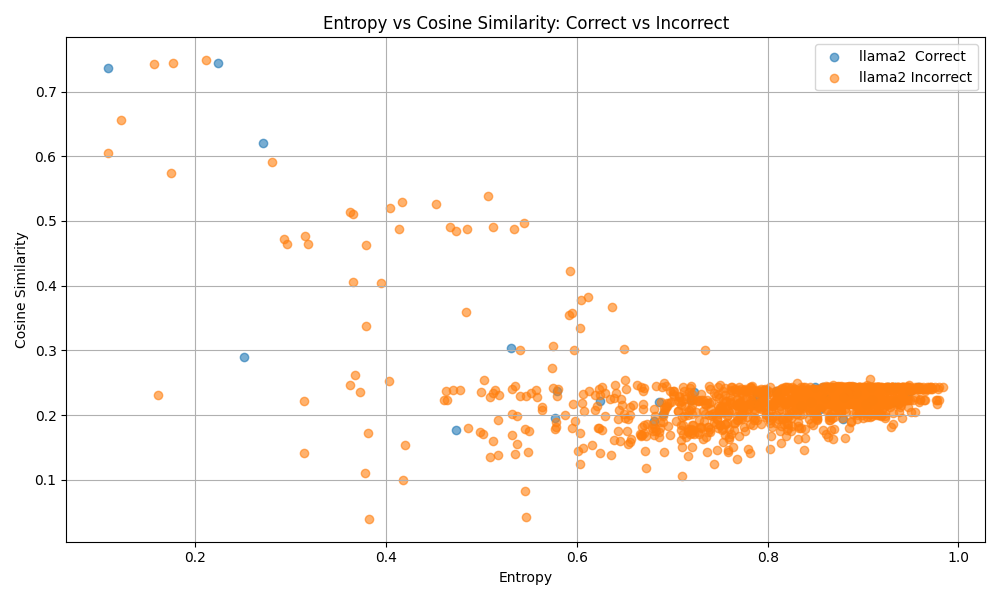 Entropy vs Cosine Similarity: Correct vs Incorrect
llama2  Correct
llama2 Incorrect
Cosine Similarity
0.7
0.6
0.5
0.4
0.3
0.2
0.1
0.2
0.4
0.6
0.8
1.0
Entropy